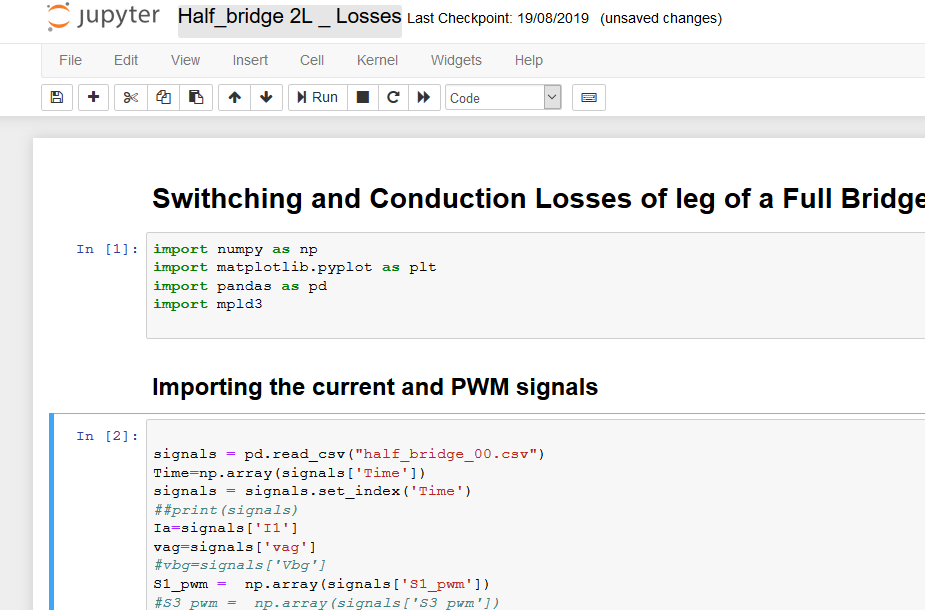 jupyter Half_bridge 2L _ Losses Last Checkpoint: 19/08/2019 (unsaved changes)
File Edit View Insert Cell Kernel Widgets Help
Run Code
Swithching and Conduction Losses of leg of a Full Bridge
In [1]: import numpy as np
import matplotlib.pyplot as plt
import pandas as pd
import mpld3
Importing the current and PWM signals
In [2]:
signals = pd.read_csv("half_bridge_00.csv")
Time=np.array(signals['Time'])
signals = signals.set_index('Time')
##print(signals)
Ia=signals['I1']
vag=signals['vag']
#vbg=signals['Vbg']
S1_pwm =  np.array(signals['S1_pwm'])
#S3_pwm =  np.array(signals['S3_pwm'])